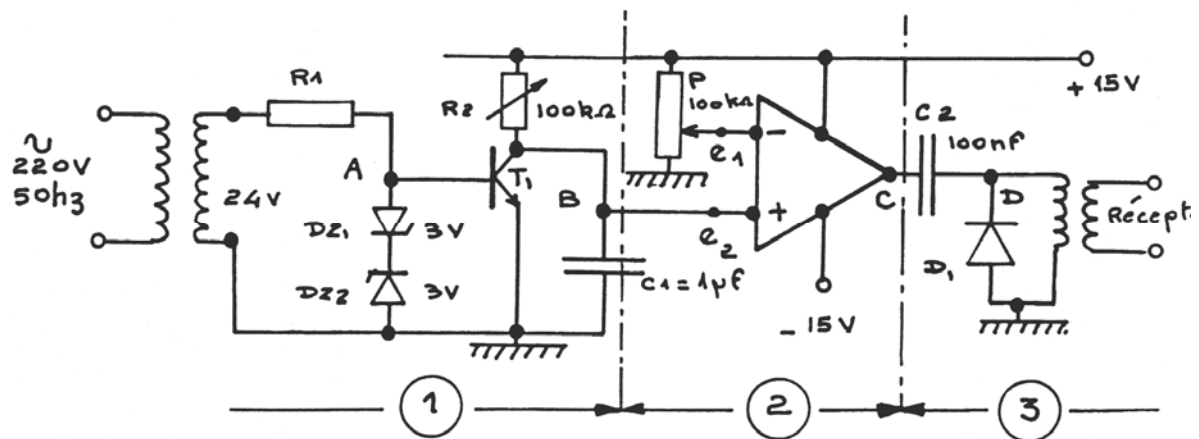 R1
R2
100kΩ
P
100kΩ
+ 15V
C2
100nf
~
220V
50hz
24V
A
T1
B
e1
-
e2
+
C
D
Récept
DZ1
3V
DZ2
3V
C1 = 1µf
D1
- 15V
1
2
3